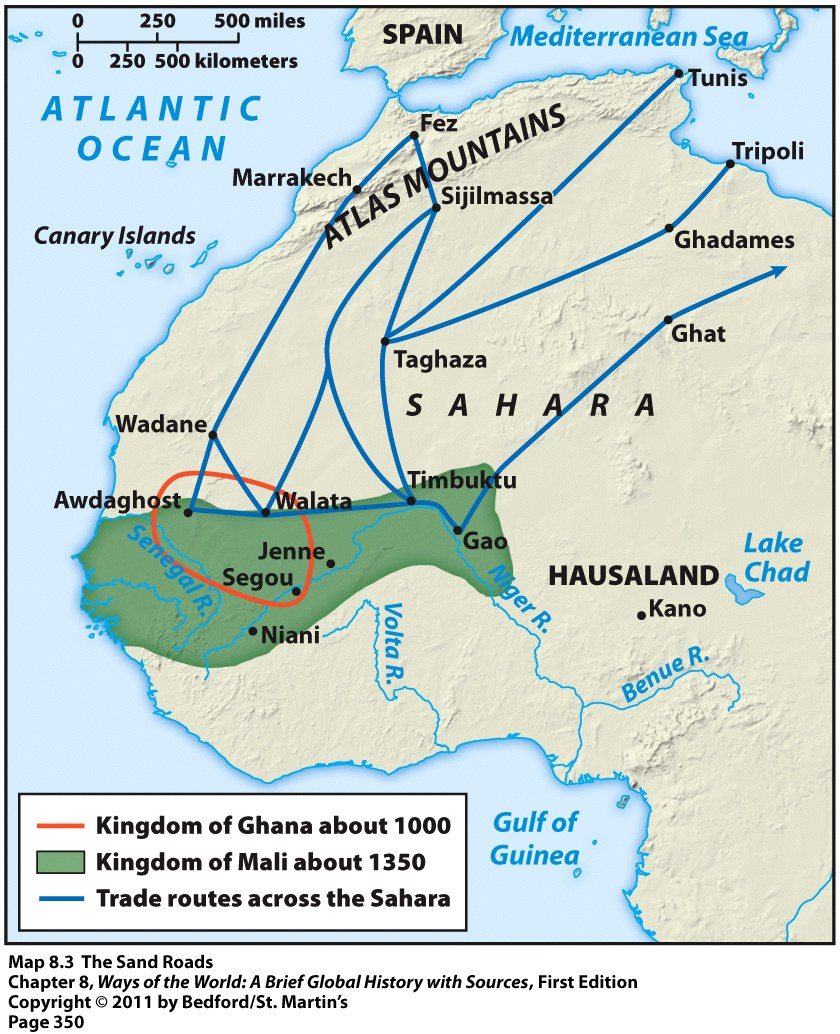 0 250 500 miles
0 250 500 kilometers
SPAIN
Mediterranean Sea
ATLANTIC
OCEAN
Tunis
Fez
ATLAS MOUNTAINS
Tripoli
Marrakech
Sijilmassa
Canary Islands
Ghadames
Ghat
Taghaza
SAHARA
Wadane
Timbuktu
Awdaghost
Walata
Gao
Senegal R.
Jenne
Segou
Lake
Chad
HAUSALAND
Niger R.
Kano
Niani
Volta R.
Benue R.
Kingdom of Ghana about 1000
Kingdom of Mali about 1350
Trade routes across the Sahara
Gulf of
Guinea
Map 8.3 The Sand Roads
Chapter 8, Ways of the World: A Brief Global History with Sources, First Edition
Copyright © 2011 by Bedford/St. Martin's
Page 350